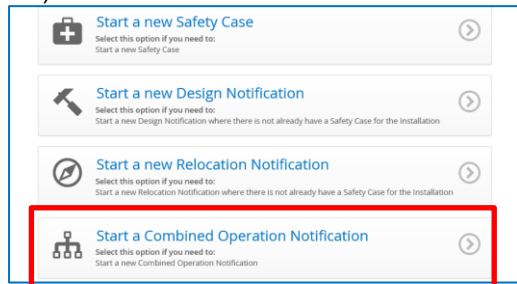 Start a new Safety Case
Select this option if you need to:
Start a new Safety Case
Start a new Design Notification
Select this option if you need to:
Start a new Design Notification where there is not already have a Safety Case for the Installation
Start a new Relocation Notification
Select this option if you need to:
Start a new Relocation Notification where there is not already have a Safety Case for the Installation
Start a Combined Operation Notification
Select this option if you need to:
Start a new Combined Operation Notification